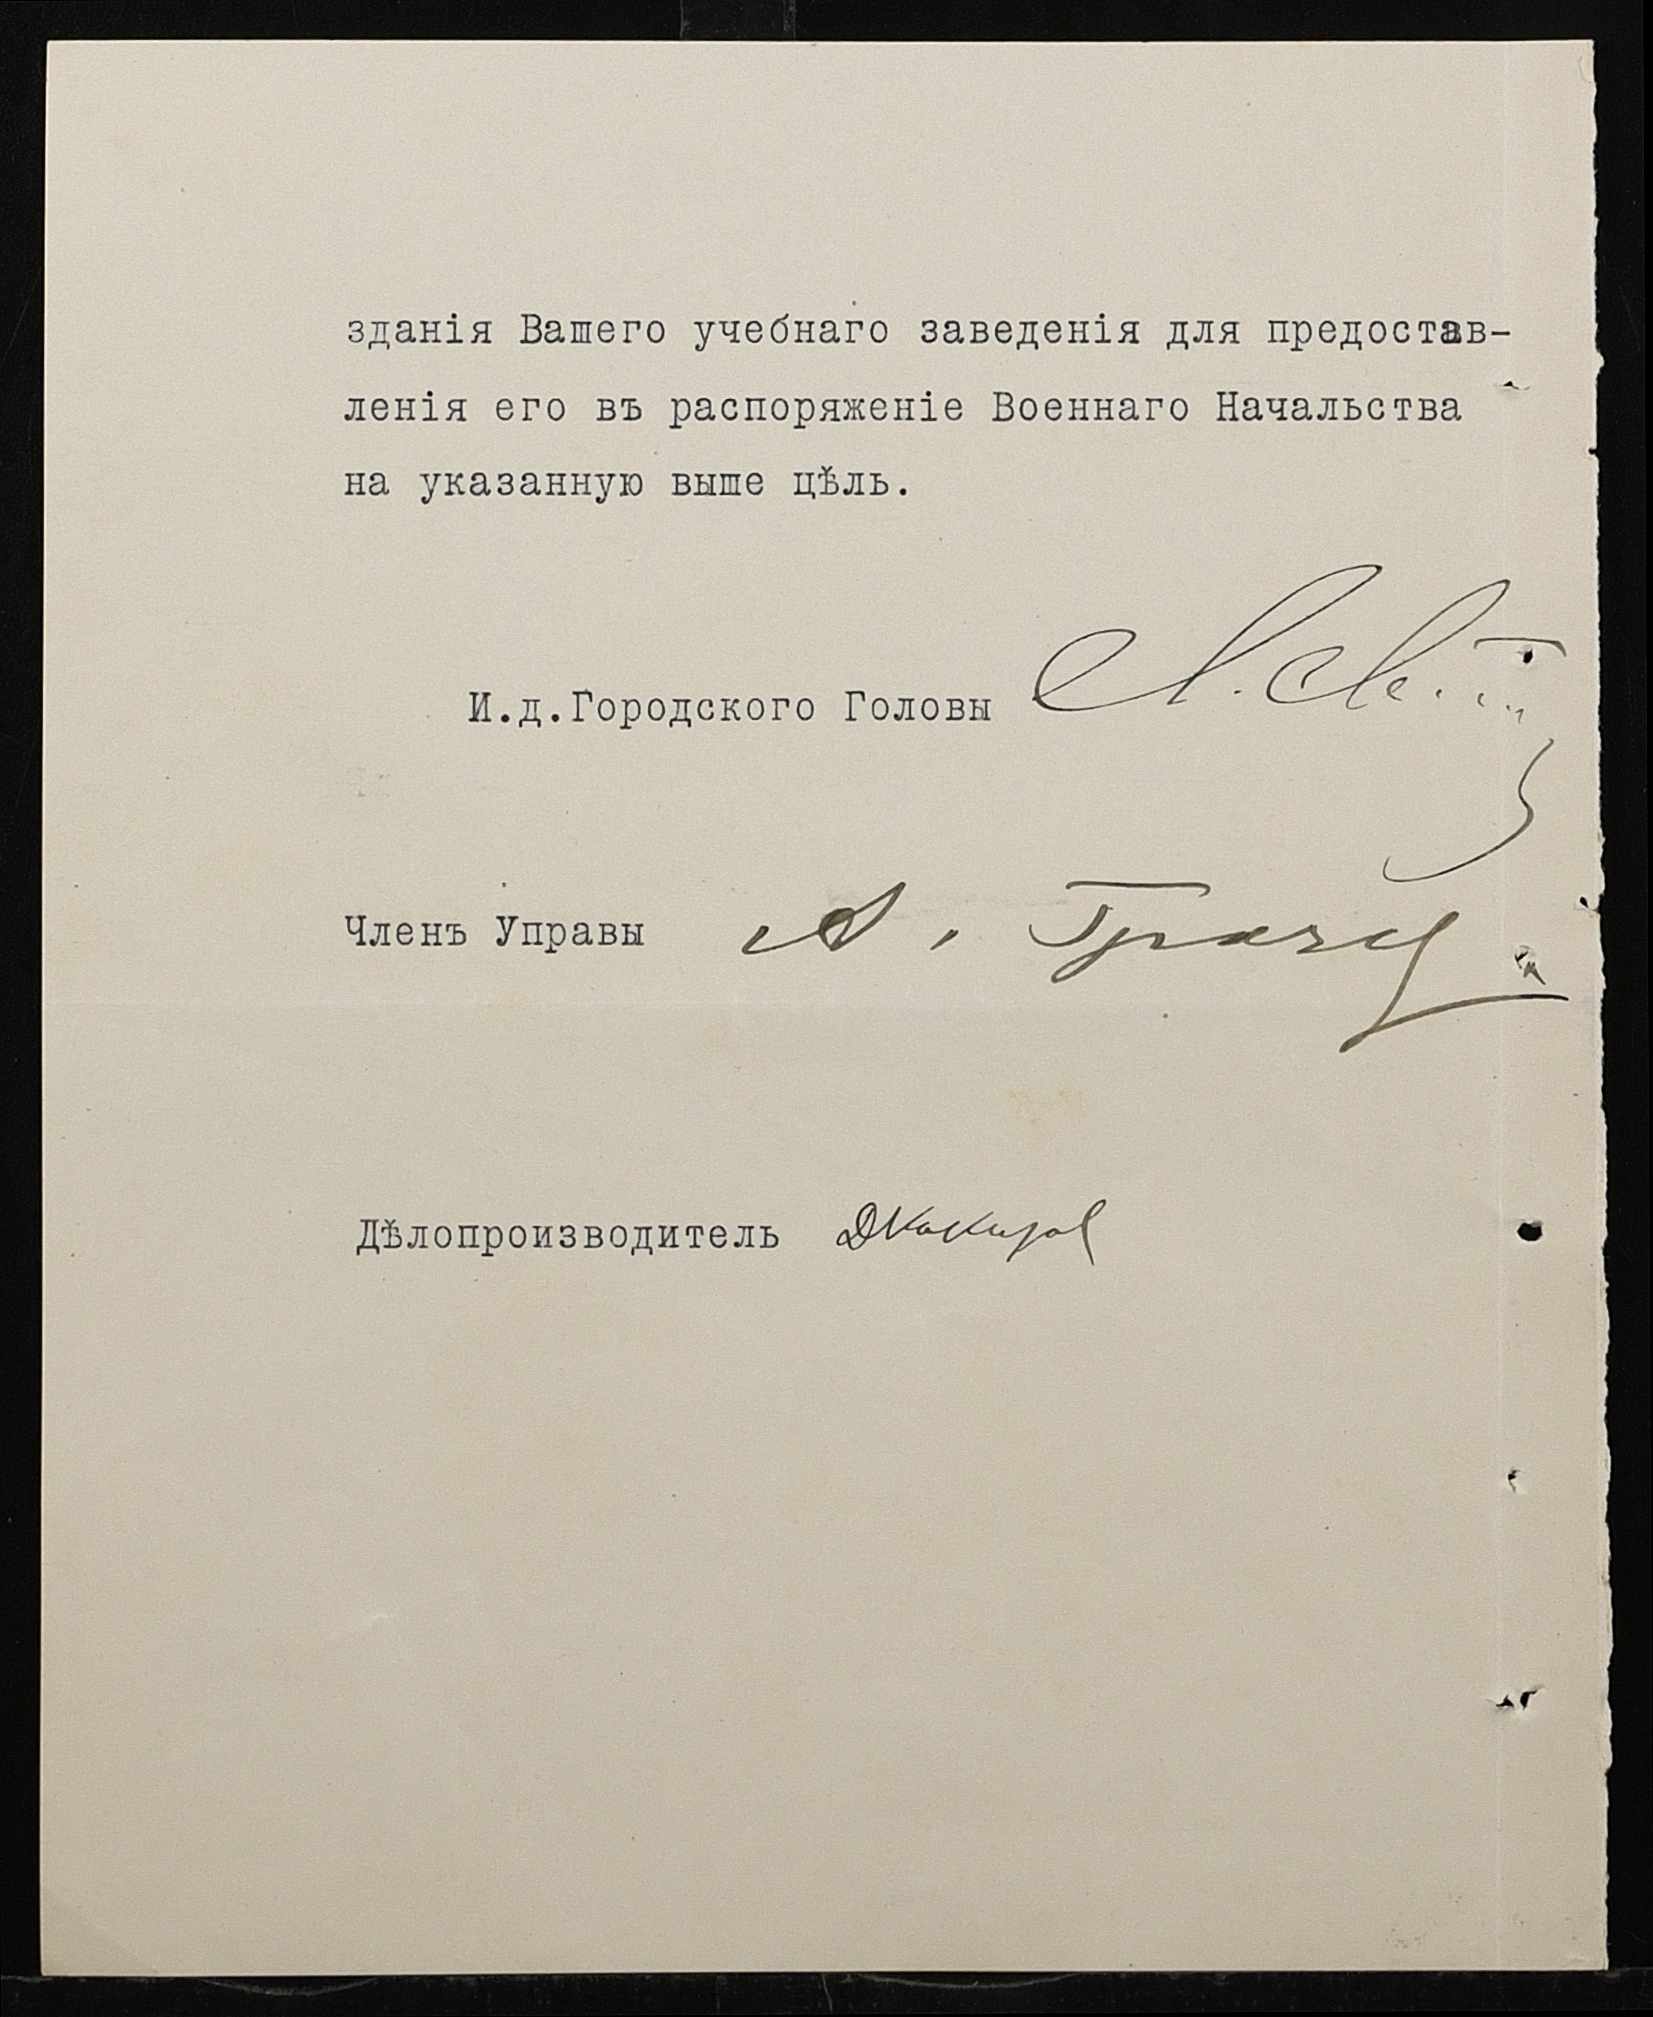 зданія Вашего учебнаго заведенія для предостав-
ленія его въ распоряженіе Военнаго Начальства
на указанную выше цѣль.
И.д.Городского Головы
Членъ Управы А.
Дѣлопроизводитель